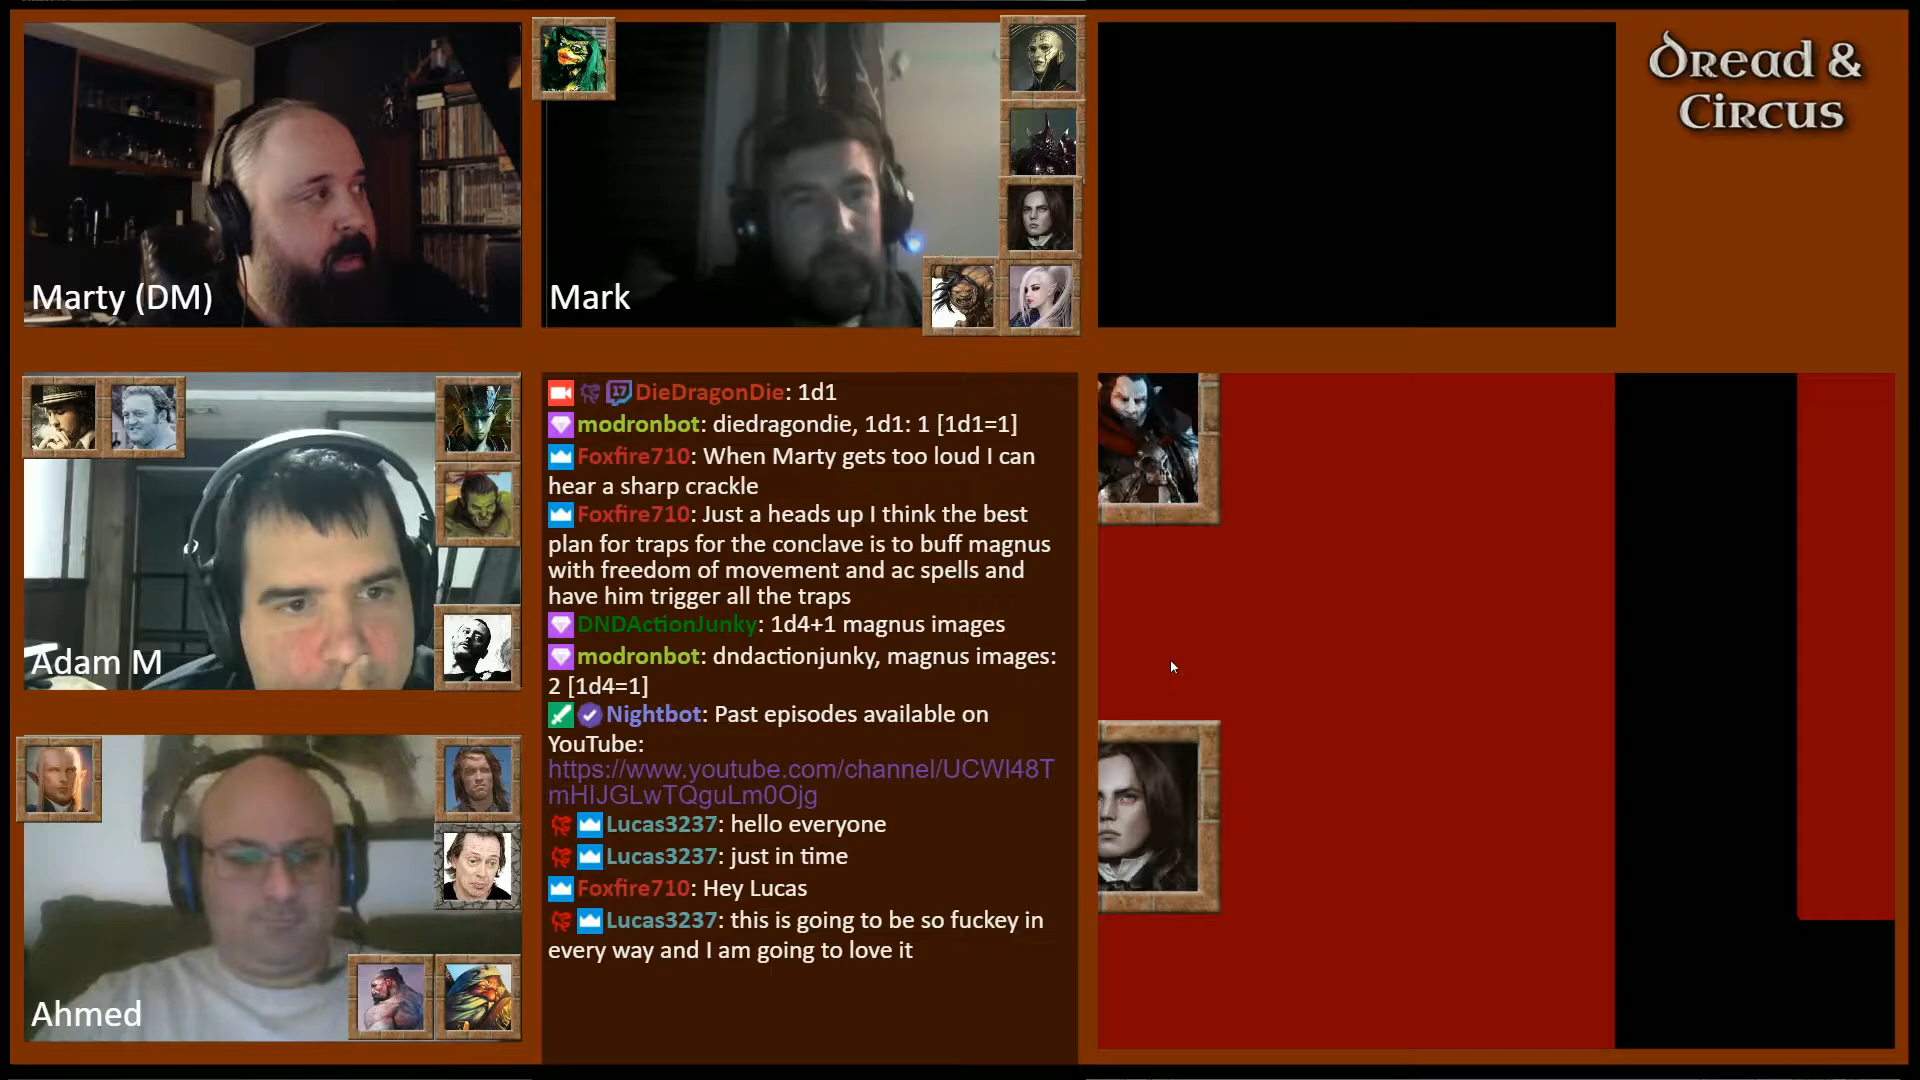 Dread &
Circus
Marty (DM)
Mark
DieDragonDie: 1d1
modronbot: diedragondie, 1d1: 1 [1d1=1]
Foxfire710: When Marty gets too loud I can
hear a sharp crackle
Foxfire710: Just a heads up I think the best
plan for traps for the conclave is to buff magnus
with freedom of movement and ac spells and
have him trigger all the traps
DNDActionJunky: 1d4+1 magnus images
modronbot: dndactionjunky, magnus images:
2 [1d4=1]
Nightbot: Past episodes available on
YouTube:
https://www.youtube.com/channel/UCWl48T
mHIJGLwTQguLm0Ojg
Lucas3237: hello everyone
Lucas3237: just in time
Foxfire710: Hey Lucas
Lucas3237: this is going to be so fuckey in
every way and I am going to love it
Adam M
Ahmed
17